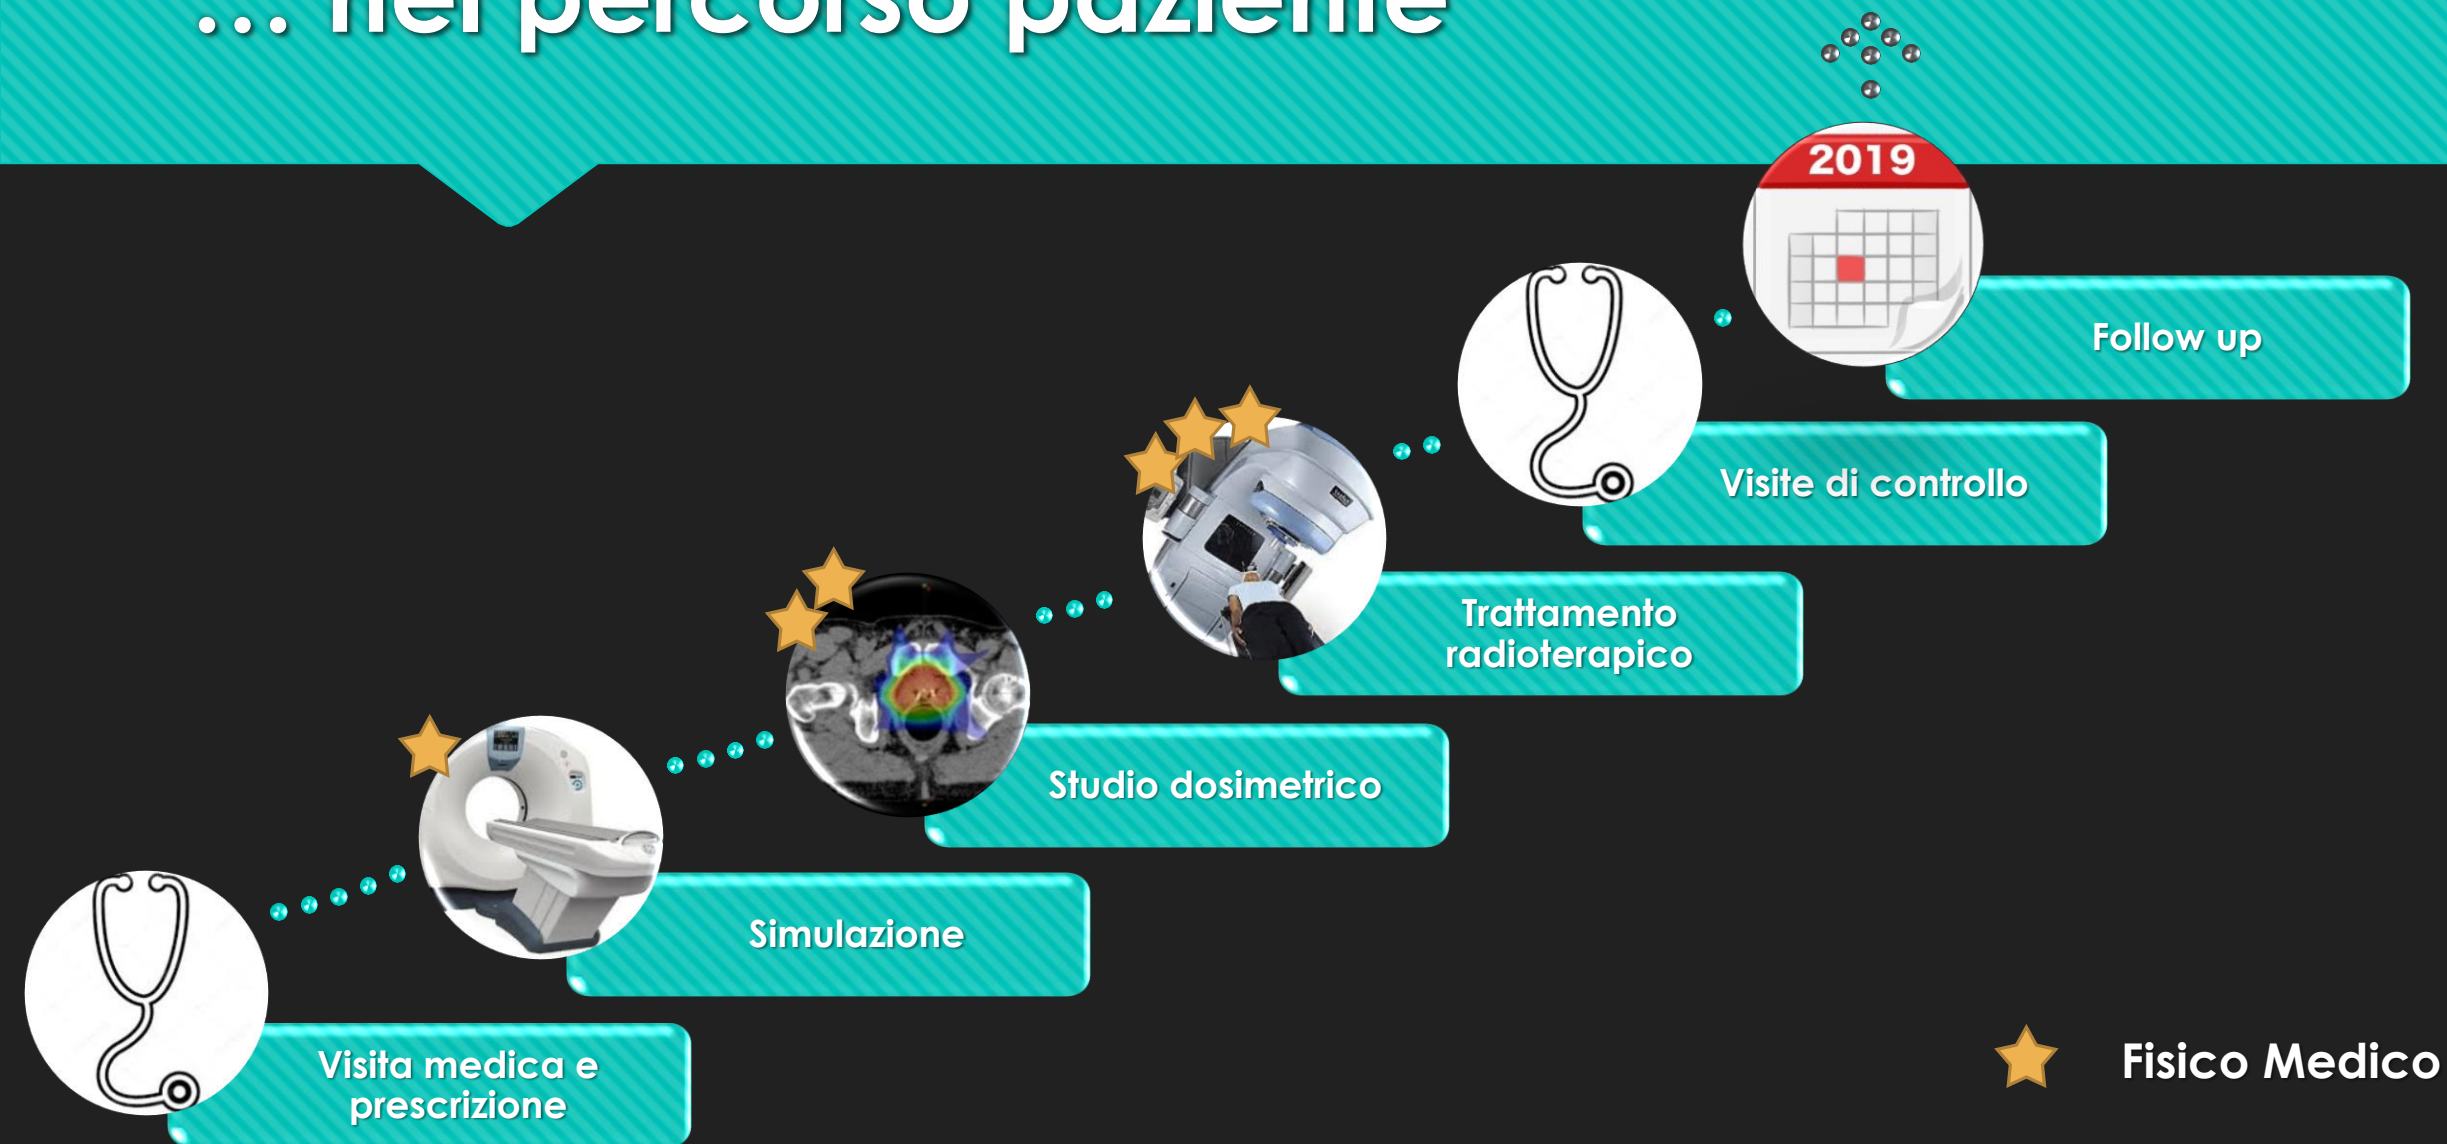 ... nel percorso paziente
2019
Follow up
Visite di controllo
Trattamento
radioterapico
Studio dosimetrico
Simulazione
Visita medica e
prescrizione
Fisico Medico